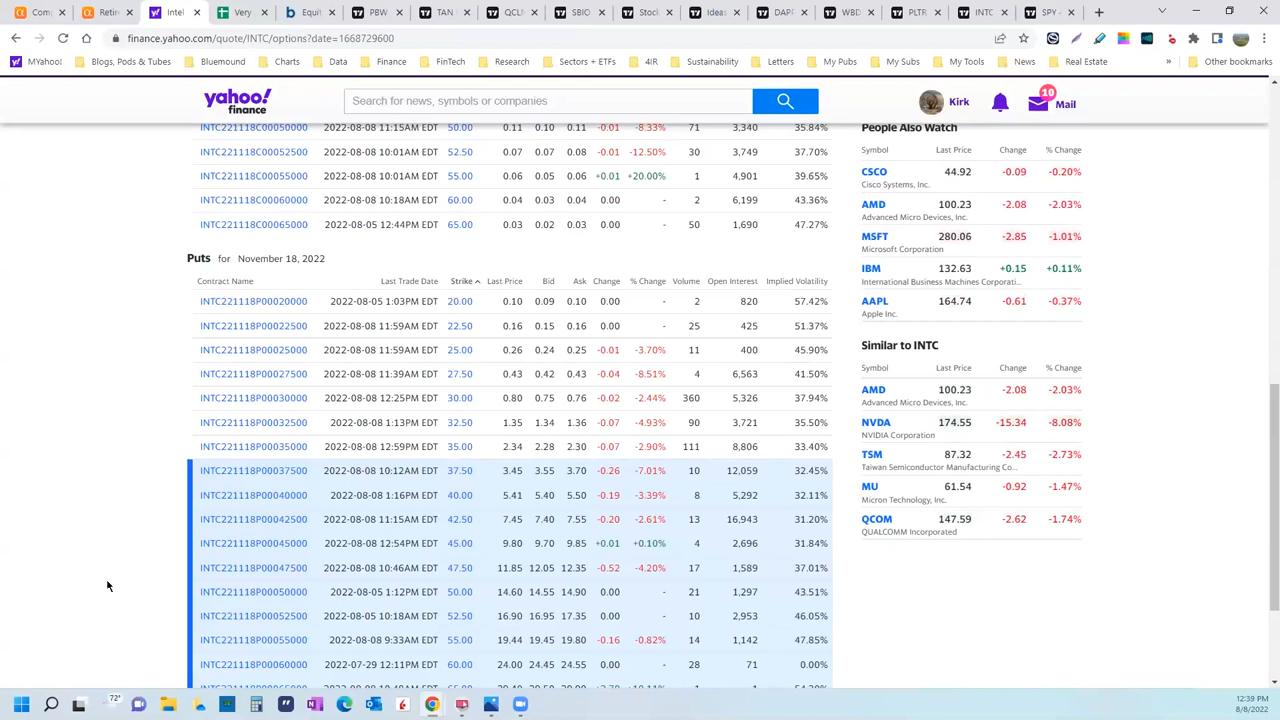 Comp
Retir
Intel
Very
Equit
PBW
TAN
QCLN
SBIO
Stock
Ideas
DAPP
PLTR
INTC
SPY
finance.yahoo.com/quote/INTC/options?date=1668729600
MYahoo! Blogs, Pods & Tubes Bluemound Charts Data Finance FinTech Research Sectors + ETFs 4IR Sustainability Letters My Pubs My Subs My Tools News Real Estate » Other bookmarks
yahoo!
finance
Search for news, symbols or companies
Kirk
10
Mail
INTC221118C00050000 2022-08-08 11:15AM EDT 50.00 0.11 0.10 0.11 -0.01 -8.33% 71 3,340 35.84%
INTC221118C00052500 2022-08-08 10:01AM EDT 52.50 0.07 0.07 0.08 -0.01 -12.50% 30 3,749 37.70%
INTC221118C00055000 2022-08-08 10:01AM EDT 55.00 0.06 0.05 0.06 +0.01 +20.00% 1 4,901 39.65%
INTC221118C00060000 2022-08-08 10:18AM EDT 60.00 0.04 0.03 0.04 0.00 - 2 6,199 43.36%
INTC221118C00065000 2022-08-05 12:44PM EDT 65.00 0.03 0.02 0.03 0.00 - 50 1,690 47.27%
Puts for November 18, 2022
Contract Name Last Trade Date Strike Last Price Bid Ask Change % Change Volume Open Interest Implied Volatility
INTC221118P00020000 2022-08-05 1:03PM EDT 20.00 0.10 0.09 0.10 0.00 - 2 820 57.42%
INTC221118P00022500 2022-08-08 11:59AM EDT 22.50 0.16 0.15 0.16 0.00 - 25 425 51.37%
INTC221118P00025000 2022-08-08 11:59AM EDT 25.00 0.26 0.24 0.25 -0.01 -3.70% 11 400 45.90%
INTC221118P00027500 2022-08-08 11:39AM EDT 27.50 0.43 0.42 0.43 -0.04 -8.51% 4 6,563 41.50%
INTC221118P00030000 2022-08-08 12:25PM EDT 30.00 0.80 0.75 0.76 -0.02 -2.44% 360 5,326 37.94%
INTC221118P00032500 2022-08-08 1:13PM EDT 32.50 1.35 1.34 1.36 -0.07 -4.93% 90 3,721 35.50%
INTC221118P00035000 2022-08-08 12:59PM EDT 35.00 2.34 2.28 2.30 -0.07 -2.90% 111 8,806 33.40%
INTC221118P00037500 2022-08-08 10:12AM EDT 37.50 3.45 3.55 3.70 -0.26 -7.01% 10 12,059 32.45%
INTC221118P00040000 2022-08-08 1:16PM EDT 40.00 5.41 5.40 5.50 -0.19 -3.39% 8 5,292 32.11%
INTC221118P00042500 2022-08-08 11:15AM EDT 42.50 7.45 7.40 7.55 -0.20 -2.61% 13 16,943 31.20%
INTC221118P00045000 2022-08-08 12:54PM EDT 45.00 9.80 9.70 9.85 +0.01 +0.10% 4 2,696 31.84%
INTC221118P00047500 2022-08-08 10:46AM EDT 47.50 11.85 12.05 12.35 -0.52 -4.20% 17 1,589 37.01%
INTC221118P00050000 2022-08-05 1:12PM EDT 50.00 14.60 14.55 14.90 0.00 - 21 1,297 43.51%
INTC221118P00052500 2022-08-05 10:18AM EDT 52.50 16.90 16.95 17.35 0.00 - 10 2,953 46.05%
INTC221118P00055000 2022-08-08 9:33AM EDT 55.00 19.44 19.45 19.80 -0.16 -0.82% 14 1,142 47.85%
INTC221118P00060000 2022-07-29 12:11PM EDT 60.00 24.00 24.45 24.55 0.00 - 28 71 0.00%
People Also Watch
Symbol Last Price Change % Change
CSCO 44.92 -0.09 -0.20%
Cisco Systems, Inc.
AMD 100.23 -2.08 -2.03%
Advanced Micro Devices, Inc.
MSFT 280.06 -2.85 -1.01%
Microsoft Corporation
IBM 132.63 +0.15 +0.11%
International Business Machines Corporati...
AAPL 164.74 -0.61 -0.37%
Apple Inc.
Similar to INTC
Symbol Last Price Change % Change
AMD 100.23 -2.08 -2.03%
Advanced Micro Devices, Inc.
NVDA 174.55 -15.34 -8.08%
NVIDIA Corporation
TSM 87.32 -2.45 -2.73%
Taiwan Semiconductor Manufacturing Co...
MU 61.54 -0.92 -1.47%
Micron Technology, Inc.
QCOM 147.59 -2.62 -1.74%
QUALCOMM Incorporated
72°
12:39 PM
8/8/2022